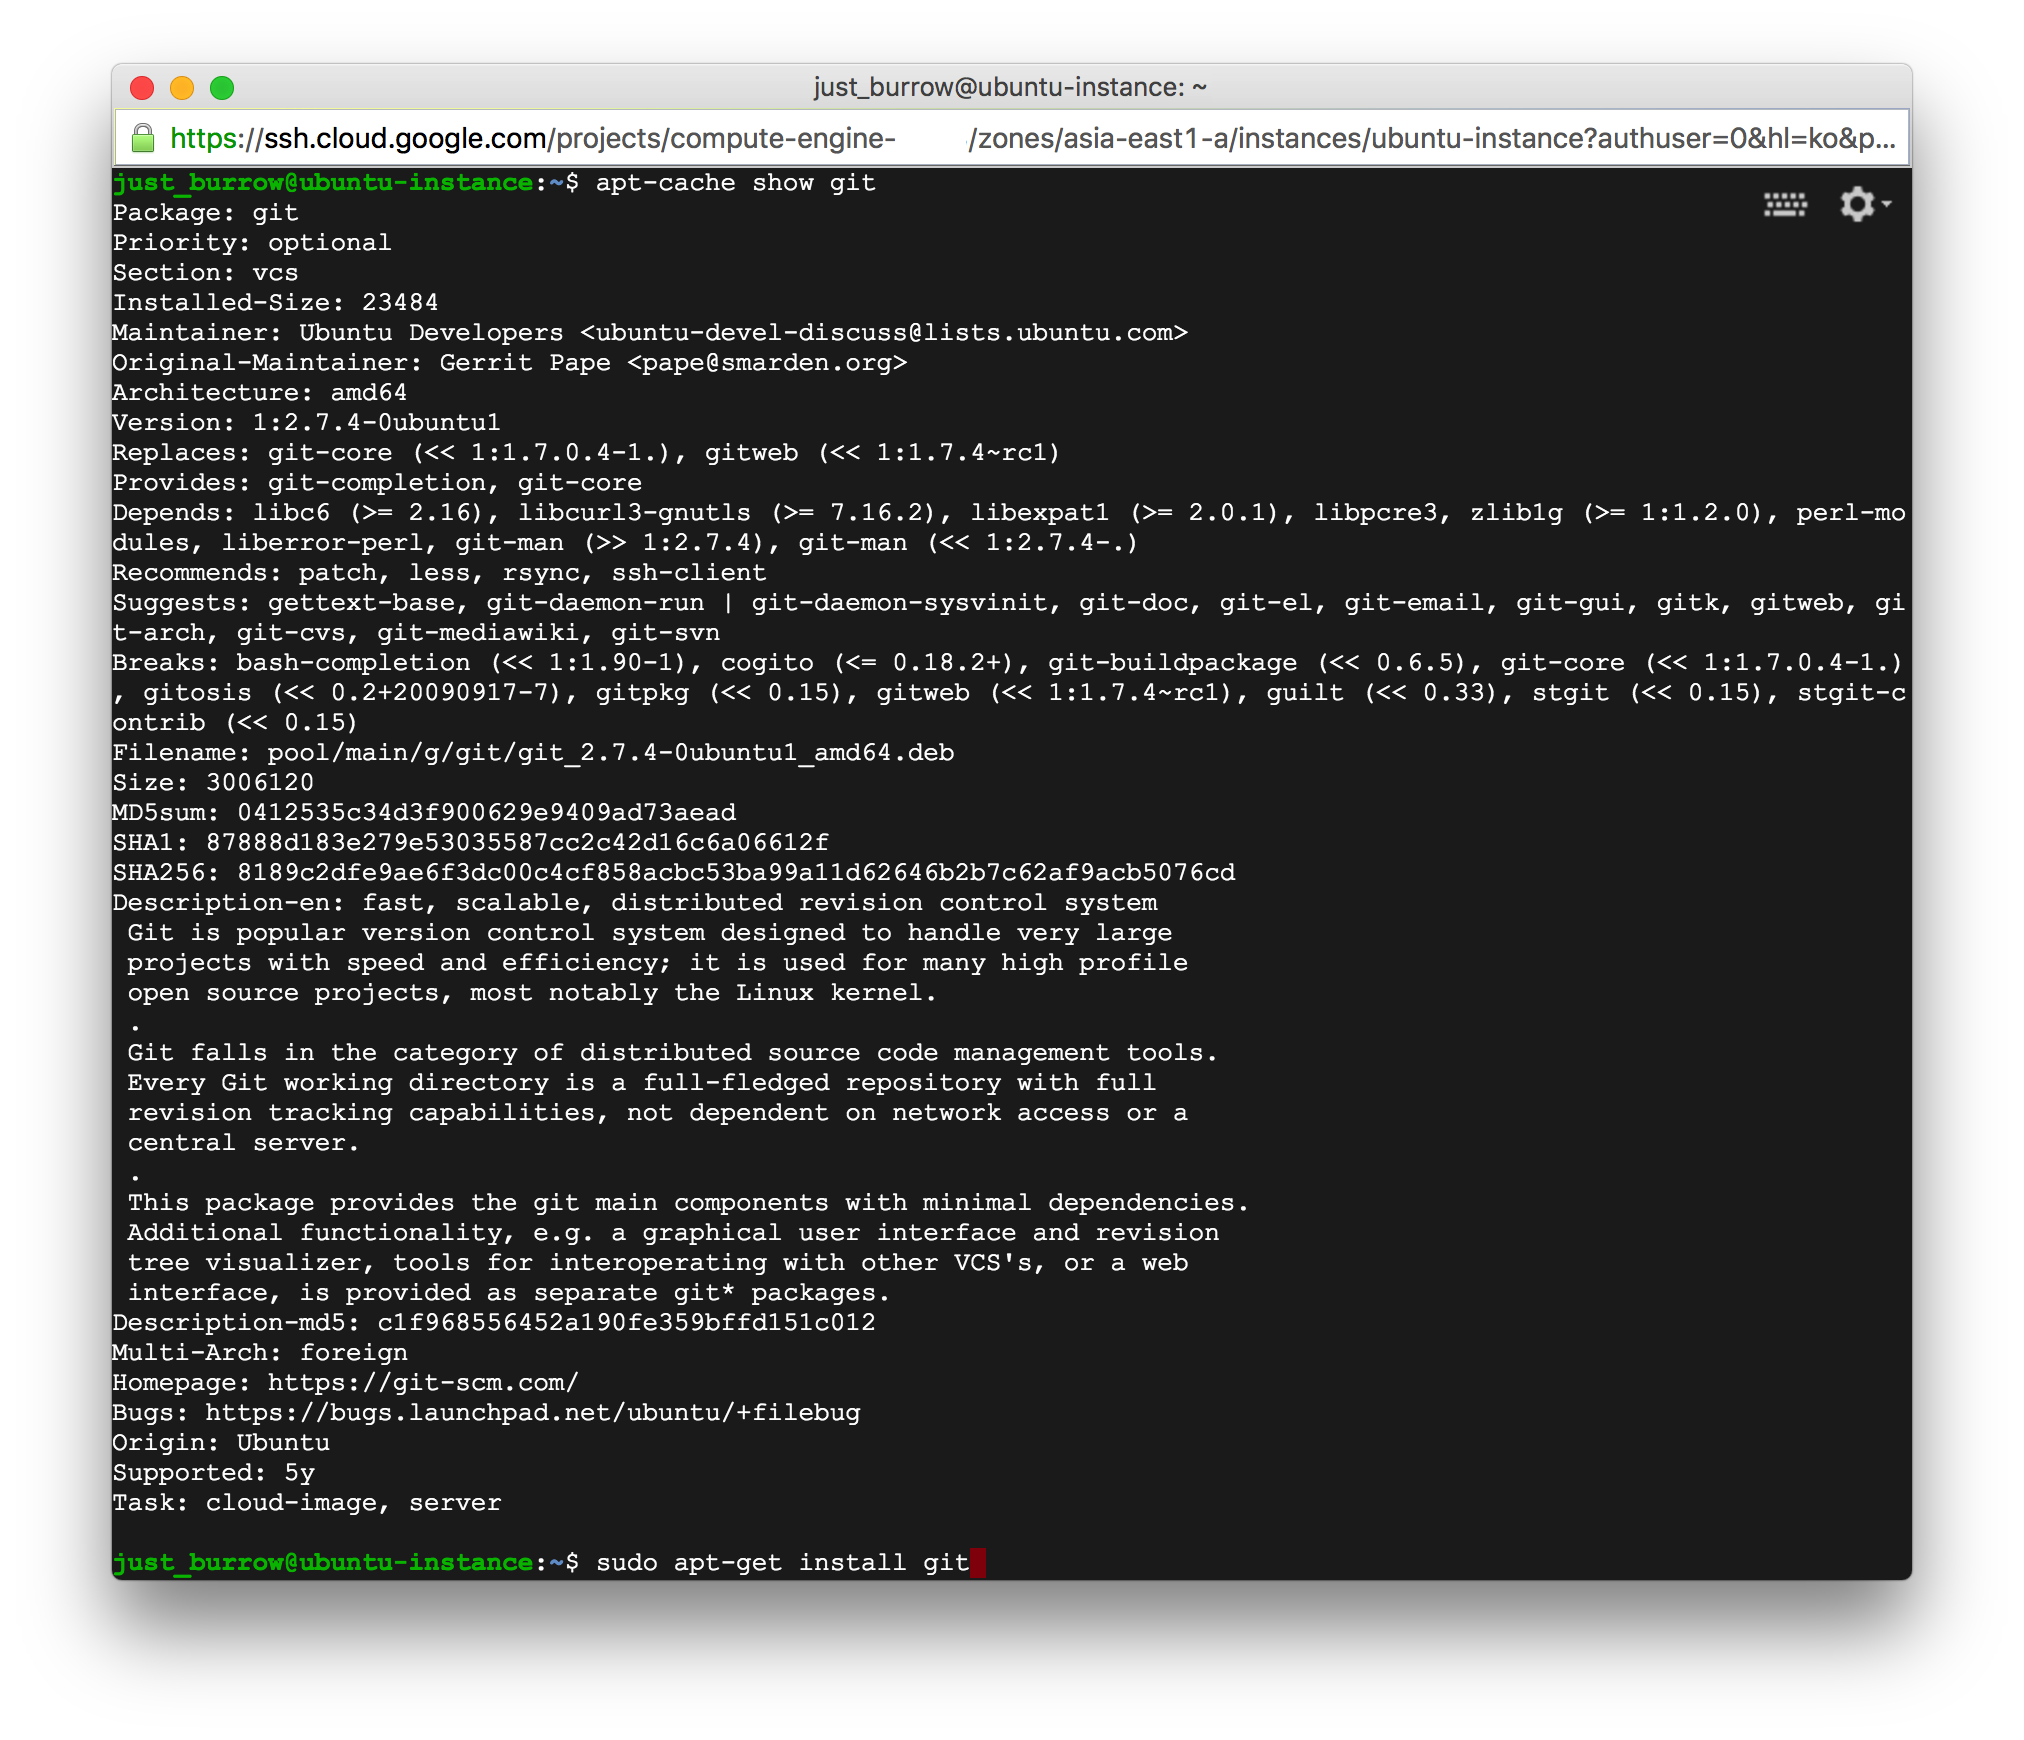 just_burrow@ubuntu-instance: ~
https://ssh.cloud.google.com/projects/compute-engine- /zones/asia-east1-a/instances/ubuntu-instance?authuser=0&hl=ko&p...
just_burrow@ubuntu-instance:~$ apt-cache show git
Package: git
Priority: optional
Section: vcs
Installed-Size: 23484
Maintainer: Ubuntu Developers <ubuntu-devel-discuss@lists.ubuntu.com>
Original-Maintainer: Gerrit Pape <pape@smarden.org>
Architecture: amd64
Version: 1:2.7.4-0ubuntu1
Replaces: git-core (<< 1:1.7.0.4-1.), gitweb (<< 1:1.7.4~rc1)
Provides: git-completion, git-core
Depends: libc6 (>= 2.16), libcurl3-gnutls (>= 7.16.2), libexpat1 (>= 2.0.1), libpcre3, zlib1g (>= 1:1.2.0), perl-mo
dules, liberror-perl, git-man (>> 1:2.7.4), git-man (<< 1:2.7.4-.)
Recommends: patch, less, rsync, ssh-client
Suggests: gettext-base, git-daemon-run | git-daemon-sysvinit, git-doc, git-el, git-email, git-gui, gitk, gitweb, gi
t-arch, git-cvs, git-mediawiki, git-svn
Breaks: bash-completion (<< 1:1.90-1), cogito (<= 0.18.2+), git-buildpackage (<< 0.6.5), git-core (<< 1:1.7.0.4-1.)
, gitosis (<< 0.2+20090917-7), gitpkg (<< 0.15), gitweb (<< 1:1.7.4~rc1), guilt (<< 0.33), stgit (<< 0.15), stgit-c
ontrib (<< 0.15)
Filename: pool/main/g/git/git_2.7.4-0ubuntu1_amd64.deb
Size: 3006120
MD5sum: 0412535c34d3f900629e9409ad73aead
SHA1: 87888d183e279e53035587cc2c42d16c6a06612f
SHA256: 8189c2dfe9ae6f3dc00c4cf858acbc53ba99a11d62646b2b7c62af9acb5076cd
Description-en: fast, scalable, distributed revision control system
 Git is popular version control system designed to handle very large
 projects with speed and efficiency; it is used for many high profile
 open source projects, most notably the Linux kernel.
 .
 Git falls in the category of distributed source code management tools.
 Every Git working directory is a full-fledged repository with full
 revision tracking capabilities, not dependent on network access or a
 central server.
 .
 This package provides the git main components with minimal dependencies.
 Additional functionality, e.g. a graphical user interface and revision
 tree visualizer, tools for interoperating with other VCS's, or a web
 interface, is provided as separate git* packages.
Description-md5: c1f968556452a190fe359bffd151c012
Multi-Arch: foreign
Homepage: https://git-scm.com/
Bugs: https://bugs.launchpad.net/ubuntu/+filebug
Origin: Ubuntu
Supported: 5y
Task: cloud-image, server
just_burrow@ubuntu-instance:~$ sudo apt-get install git